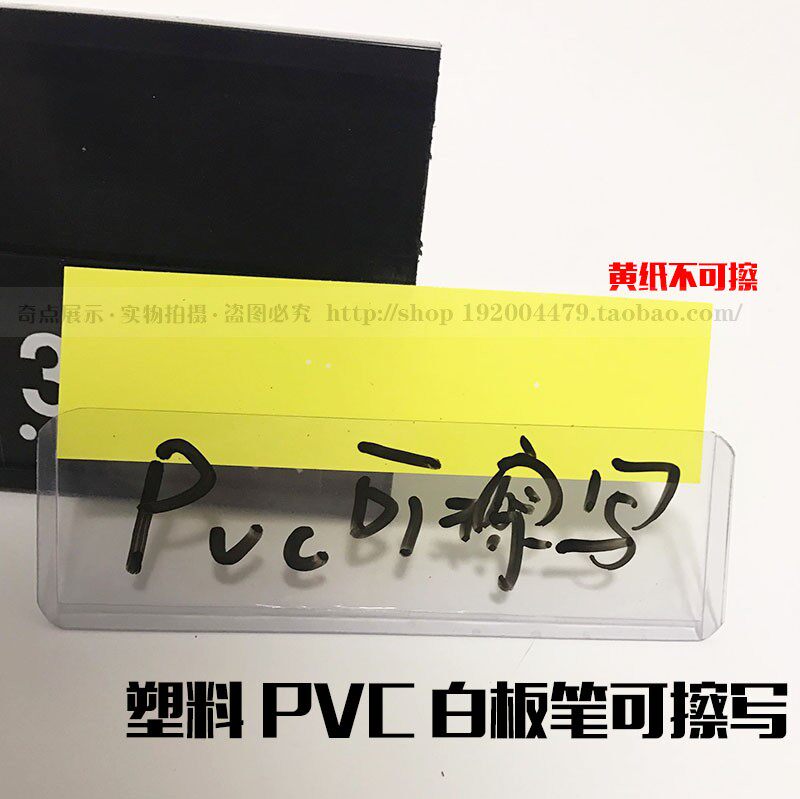 黄纸不可擦
奇点展示·实物拍摄·盗图必究 http://shop 192004479.taobao.com/
3
Pvc可擦写
塑料 PVC 白板笔可擦写